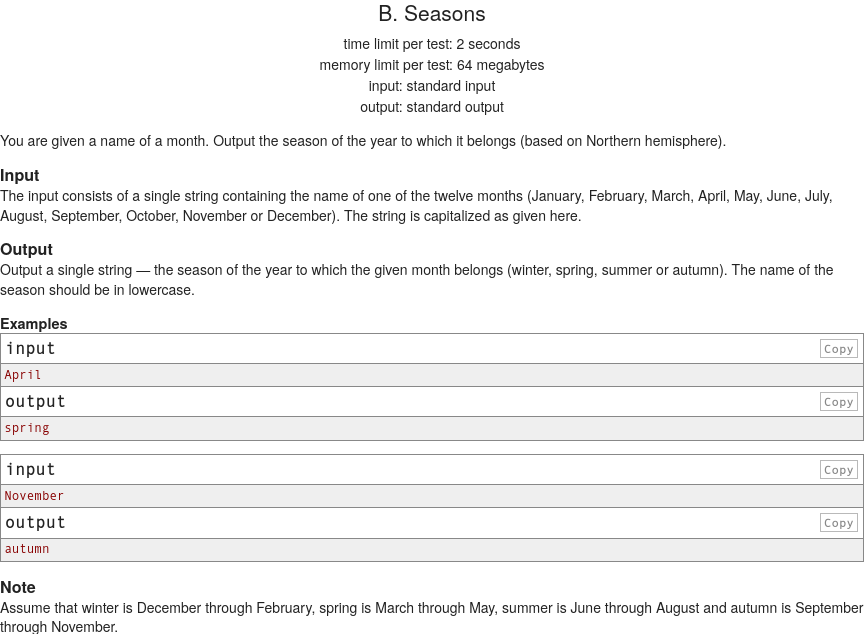 B. Seasons
time limit per test: 2 seconds
memory limit per test: 64 megabytes
input: standard input
output: standard output
You are given a name of a month. Output the season of the year to which it belongs (based on Northern hemisphere).
Input
The input consists of a single string containing the name of one of the twelve months (January, February, March, April, May, June, July,
August, September, October, November or December). The string is capitalized as given here.
Output
Output a single string — the season of the year to which the given month belongs (winter, spring, summer or autumn). The name of the
season should be in lowercase.
Examples
input Copy
April
output Copy
spring
input Copy
November
output Copy
autumn
Note
Assume that winter is December through February, spring is March through May, summer is June through August and autumn is September
through November.